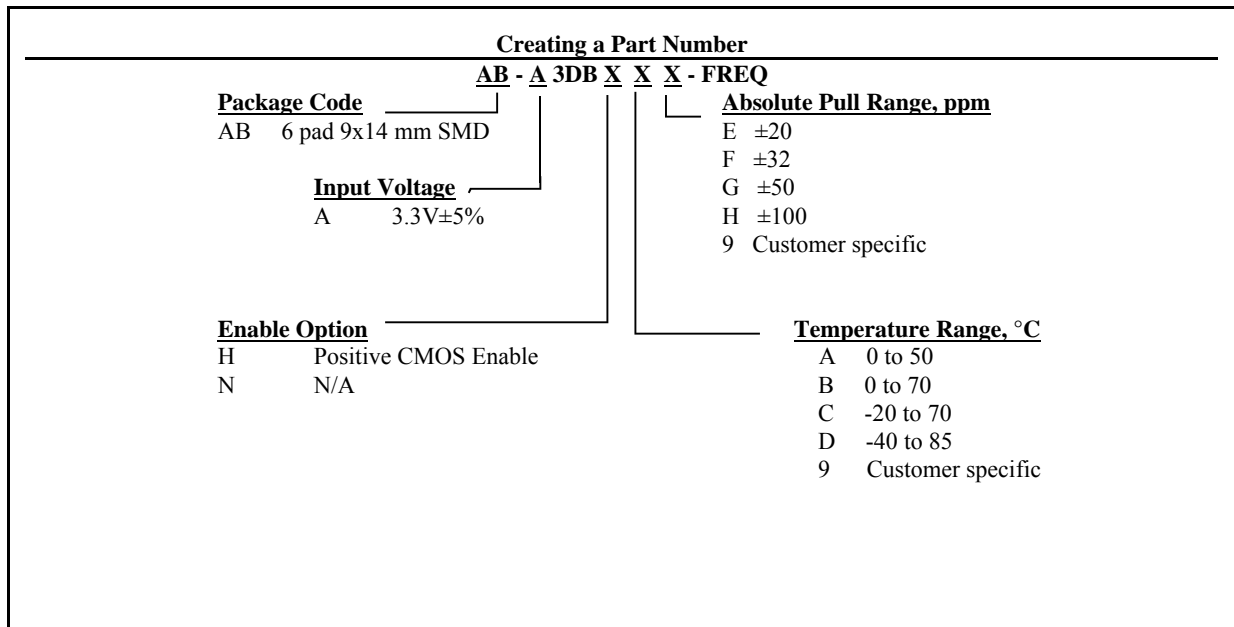 Creating a Part Number
AB - A 3DB X X X - FREQ
Package Code
AB 6 pad 9x14 mm SMD
Input Voltage
A 3.3V±5%
Absolute Pull Range, ppm
E ±20
F ±32
G ±50
H ±100
9 Customer specific
Enable Option
H Positive CMOS Enable
N N/A
Temperature Range, °C
A 0 to 50
B 0 to 70
C -20 to 70
D -40 to 85
9 Customer specific